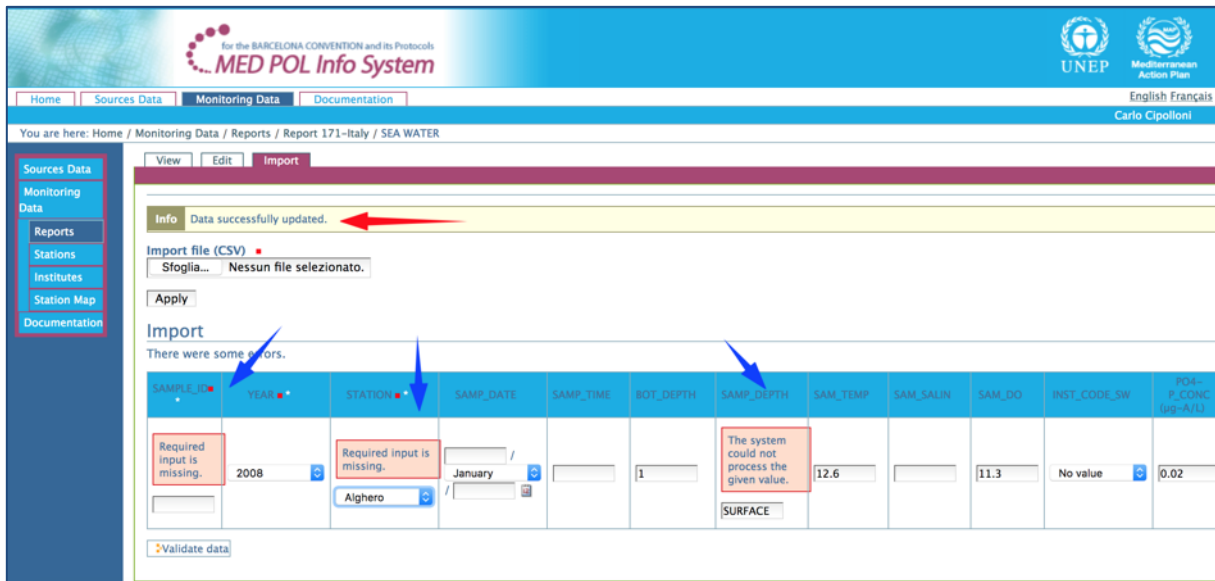 for the BARCELONA CONVENTION and its Protocols
MED POL Info System
UNEP
Mediterranean
Action Plan
Home Sources Data Monitoring Data Documentation
English Français
Carlo Cipolloni
You are here: Home / Monitoring Data / Reports / Report 171-Italy / SEA WATER
Sources Data
Monitoring
Data
Reports
Stations
Institutes
Station Map
Documentation
View Edit Import
Info Data successfully updated.
Import file (CSV)
Sfoglia... Nessun file selezionato.
Apply
Import
There were some errors.
SAMPLE_ID * YEAR * STATION * SAMP_DATE SAMP_TIME BOT_DEPTH SAMP_DEPTH SAM_TEMP SAM_SALIN SAM_DO INST_CODE_SW PO4-P_CONC (µg-A/L)
Required
input is
missing.
2008
Required input is
missing.
Alghero
/
January
/
1
The system
could not
process the
given value.
SURFACE
12.6
11.3
No value
0.02
Validate data